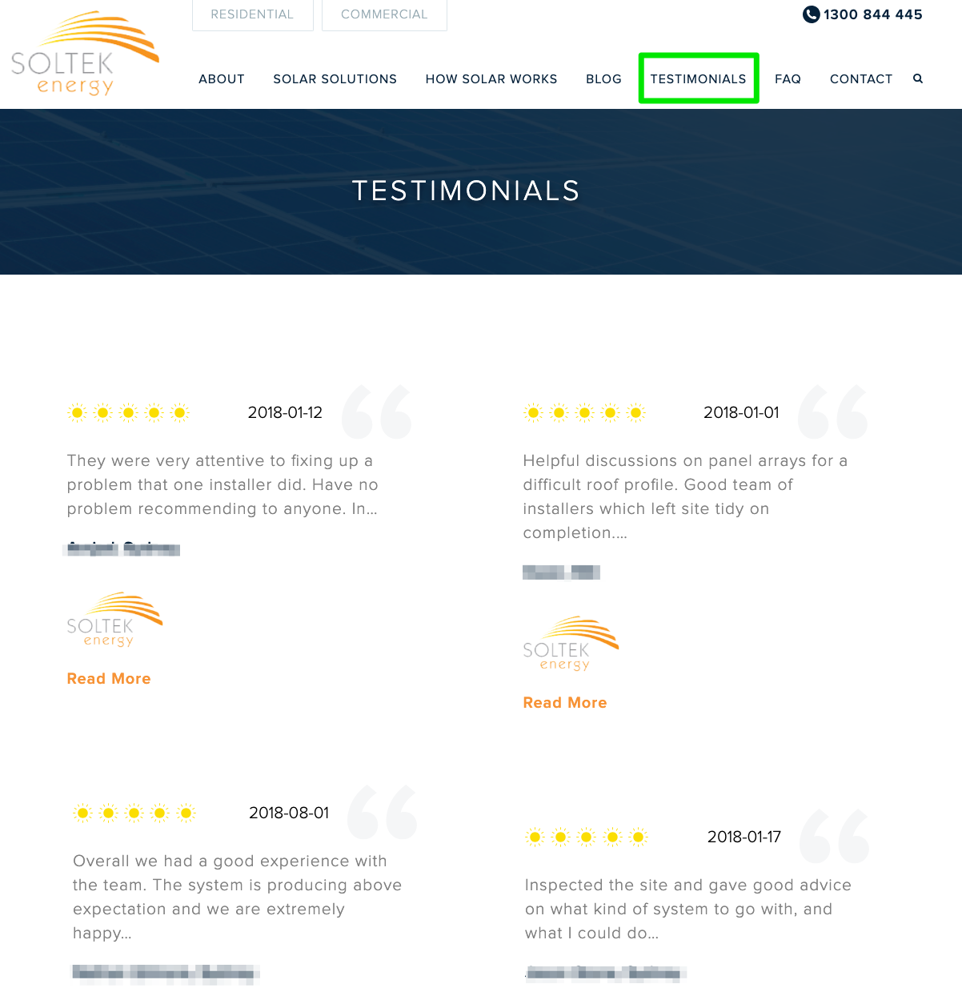 RESIDENTIAL
COMMERCIAL
1300 844 445
SOLTEK
energy
ABOUT
SOLAR SOLUTIONS
HOW SOLAR WORKS
BLOG
TESTIMONIALS
FAQ
CONTACT
TESTIMONIALS
2018-01-12
They were very attentive to fixing up a
problem that one installer did. Have no
problem recommending to anyone. In...
SOLTEK
energy
Read More
2018-01-01
Helpful discussions on panel arrays for a
difficult roof profile. Good team of
installers which left site tidy on
completion....
SOLTEK
energy
Read More
2018-08-01
Overall we had a good experience with
the team. The system is producing above
expectation and we are extremely
happy...
2018-01-17
Inspected the site and gave good advice
on what kind of system to go with, and
what I could do...